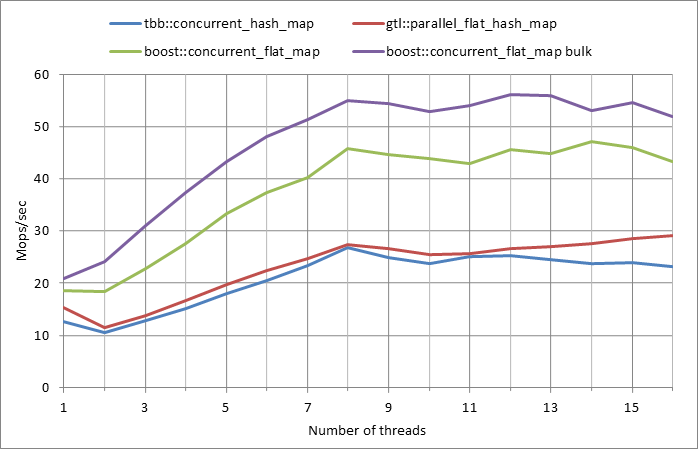 tbb::concurrent_hash_map gtl::parallel_flat_hash_map
boost::concurrent_flat_map boost::concurrent_flat_map bulk
60
50
40
30
20
10
0
Mops/sec
1 3 5 7 9 11 13 15
Number of threads